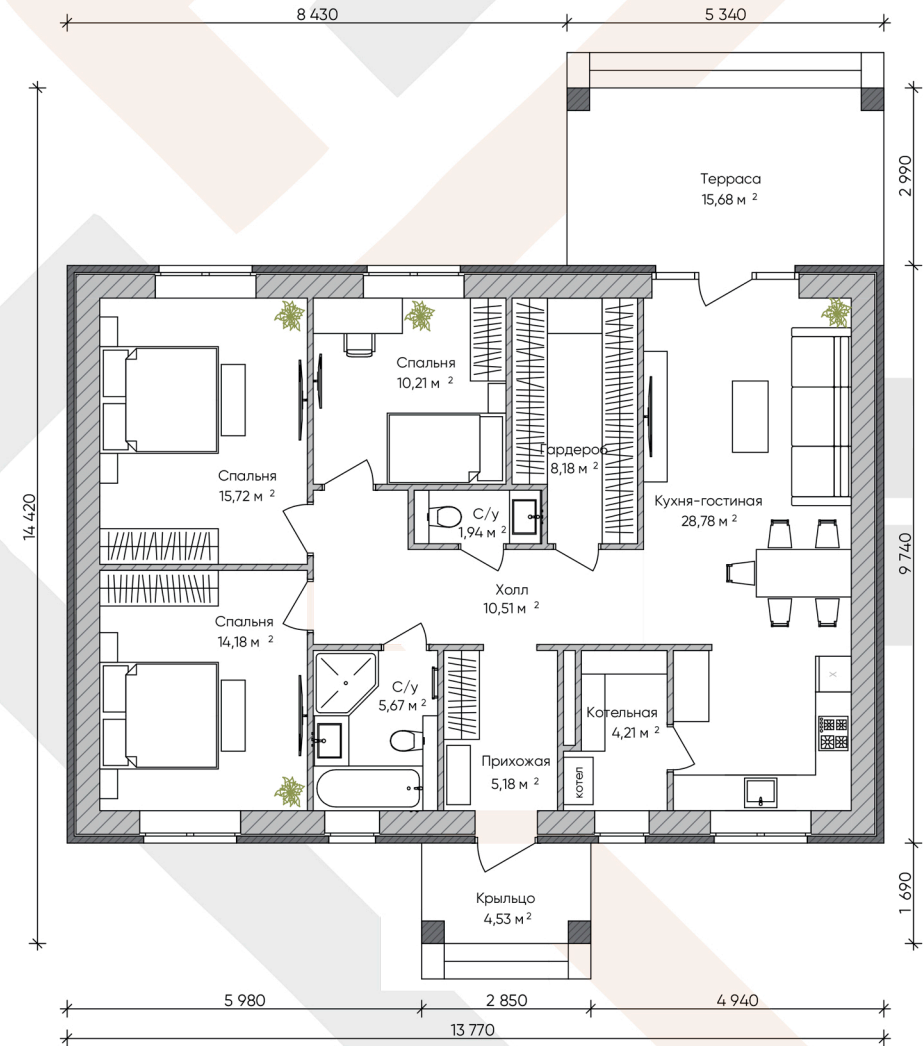 8 430
5 340
14 420
2 990
Терраса
15,68 м ²
Спальня
10,21 м ²
Гардероб
8,18 м ²
Спальня
15,72 м ²
Кухня-гостиная
28,78 м ²
С/у
1,94 м ²
9 740
Холл
10,51 м ²
Спальня
14,18 м ²
С/у
5,67 м ²
Котельная
4,21 м ²
Прихожая
5,18 м ²
котел
X
Крыльцо
4,53 м ²
1 690
5 980
2 850
4 940
13 770